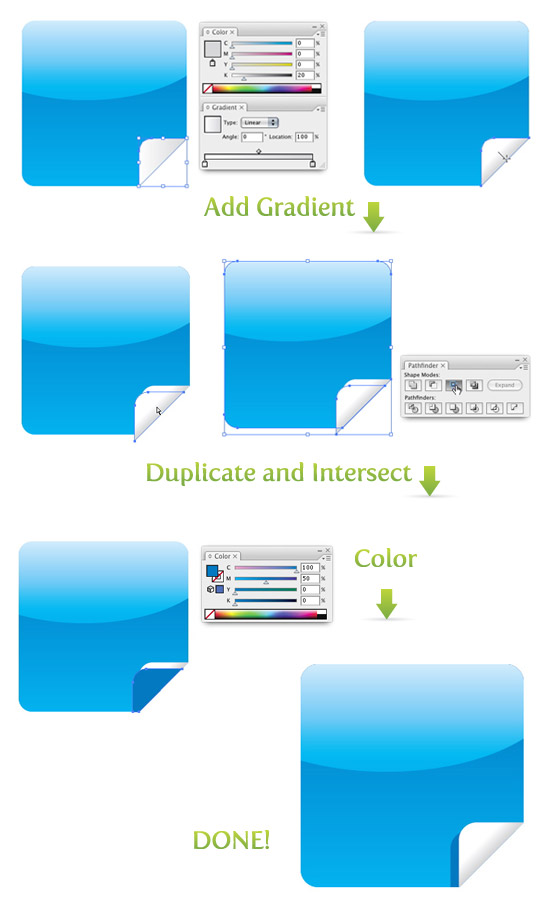 Color ×
C 0 %
M 0 %
Y 0 %
K 20 %
Gradient ×
Type: Linear
Angle: 0 ° Location: 100 %
Add Gradient
Pathfinder ×
Shape Modes:
Expand
Pathfinders:
Duplicate and Intersect
Color ×
C 100 %
M 50 %
Y 0 %
K 0 %
Color
DONE!